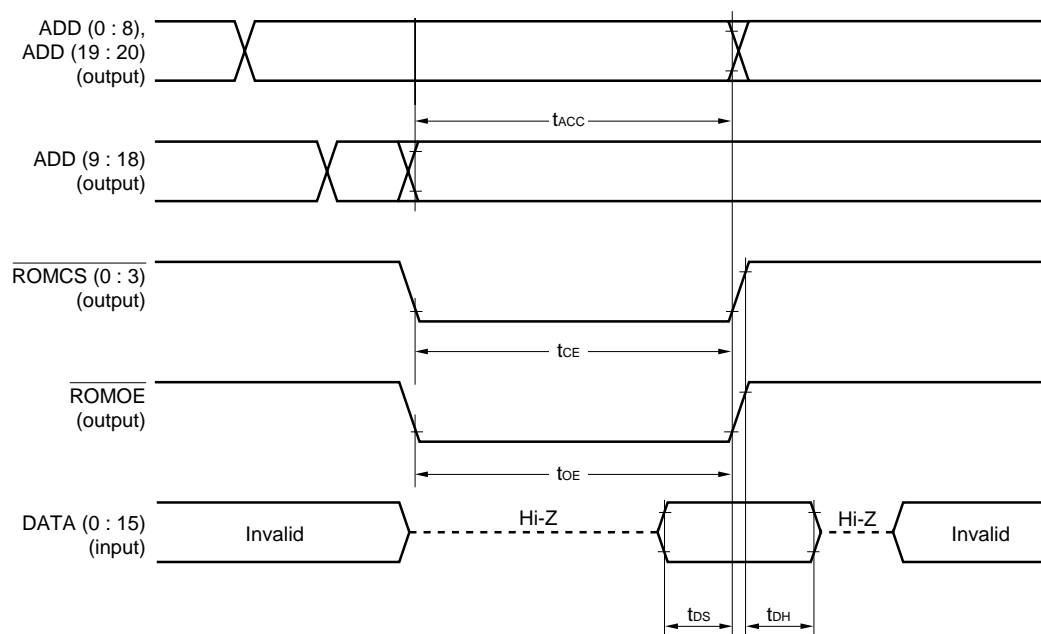 ADD (0 : 8),
ADD (19 : 20)
(output)
tACC
ADD (9 : 18)
(output)
ROMCS (0 : 3)
(output)
tCE
ROMOE
(output)
tOE
DATA (0 : 15)
(input)
Invalid
Hi-Z
Hi-Z
Invalid
tDS
tDH